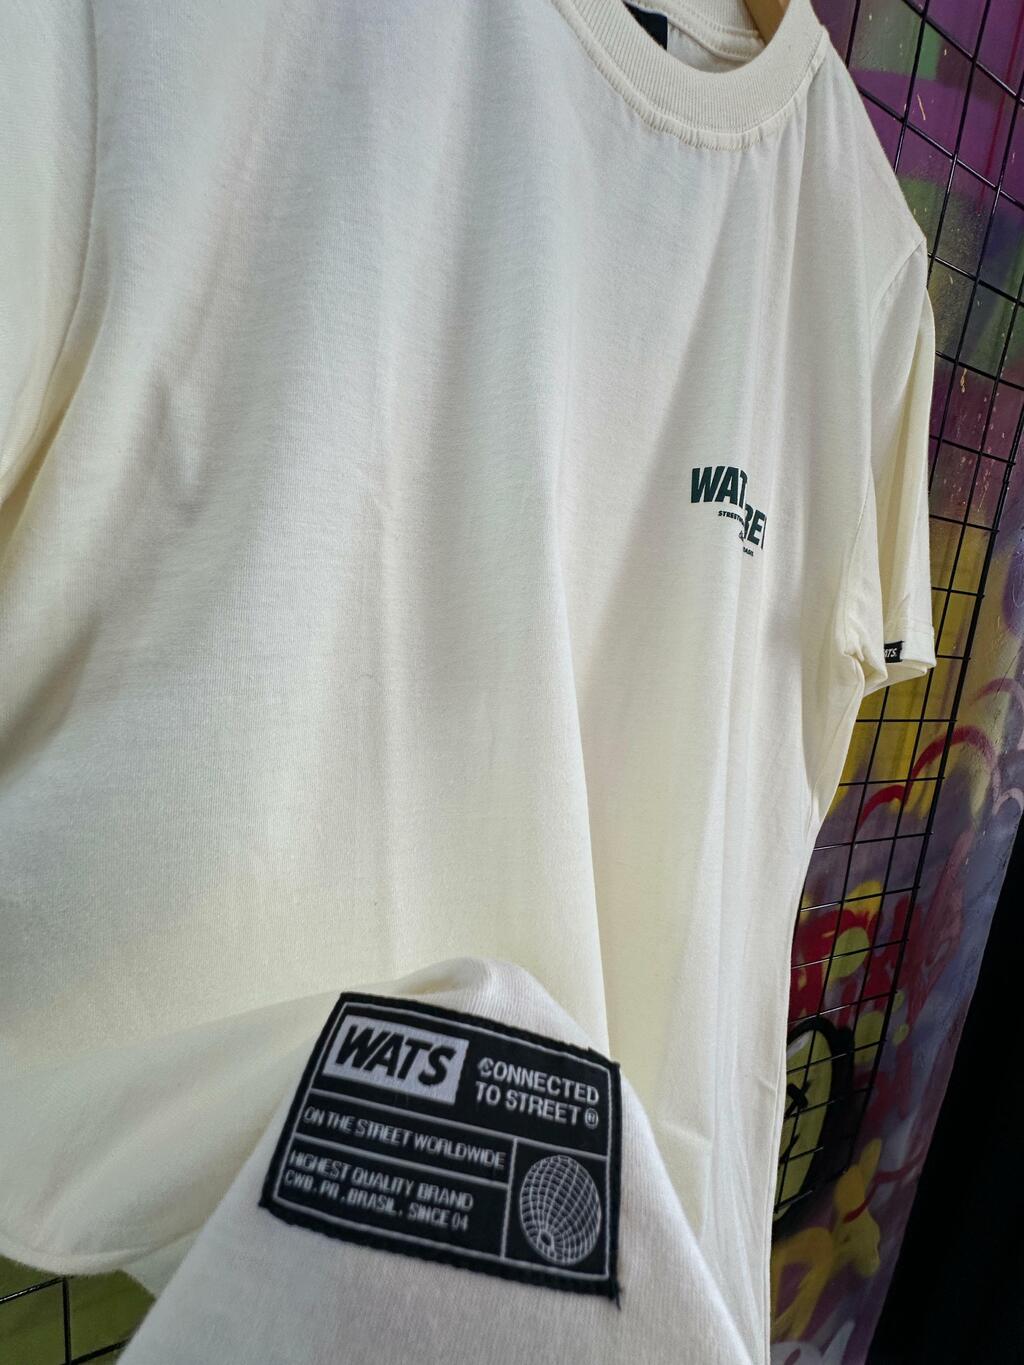 WATS
CONNECTED
TO STREET®
ON THE STREET WORLDWIDE
HIGHEST QUALITY BRAND
CWB. PR. BRASIL. SINCE 04